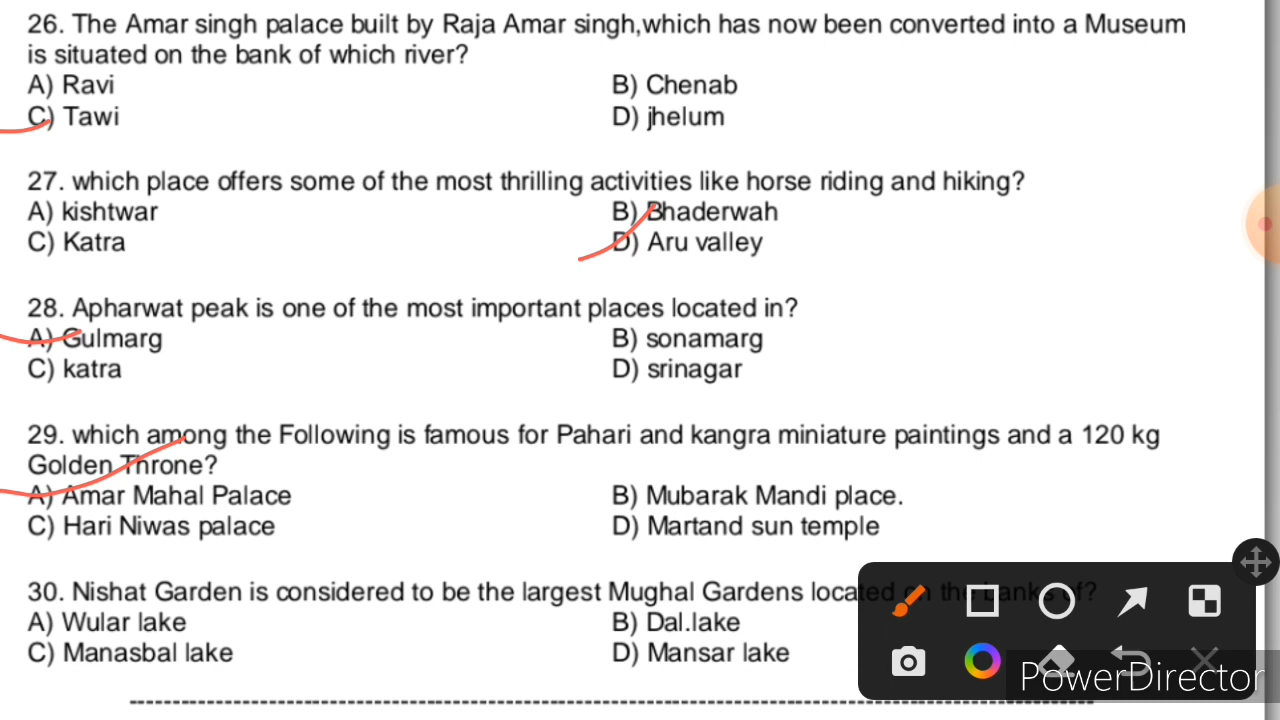 26. The Amar singh palace built by Raja Amar singh,which has now been converted into a Museum
is situated on the bank of which river?
A) Ravi
B) Chenab
C) Tawi
D) jhelum
27. which place offers some of the most thrilling activities like horse riding and hiking?
A) kishtwar
B) Bhaderwah
C) Katra
D) Aru valley
28. Apharwat peak is one of the most important places located in?
A) Gulmarg
B) sonamarg
C) katra
D) srinagar
29. which among the Following is famous for Pahari and kangra miniature paintings and a 120 kg
Golden Throne?
A) Amar Mahal Palace
B) Mubarak Mandi place.
C) Hari Niwas palace
D) Martand sun temple
30. Nishat Garden is considered to be the largest Mughal Gardens located on the banks of?
A) Wular lake
B) Dal.lake
C) Manasbal lake
D) Mansar lake
PowerDirector